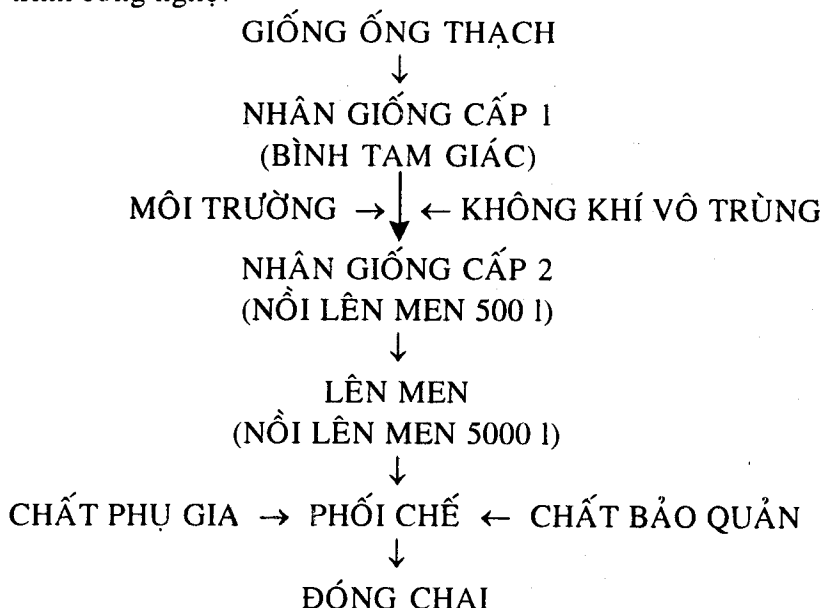 GIỐNG ỐNG THẠCH
↓
NHÂN GIỐNG CẤP 1
(BÌNH TAM GIÁC)
MÔI TRƯỜNG → ↓ ← KHÔNG KHÍ VÔ TRÙNG
NHÂN GIỐNG CẤP 2
(NỒI LÊN MEN 500 l)
↓
LÊN MEN
(NỒI LÊN MEN 5000 l)
↓
CHẤT PHỤ GIA → PHỐI CHẾ ← CHẤT BẢO QUẢN
↓
ĐÓNG CHAI